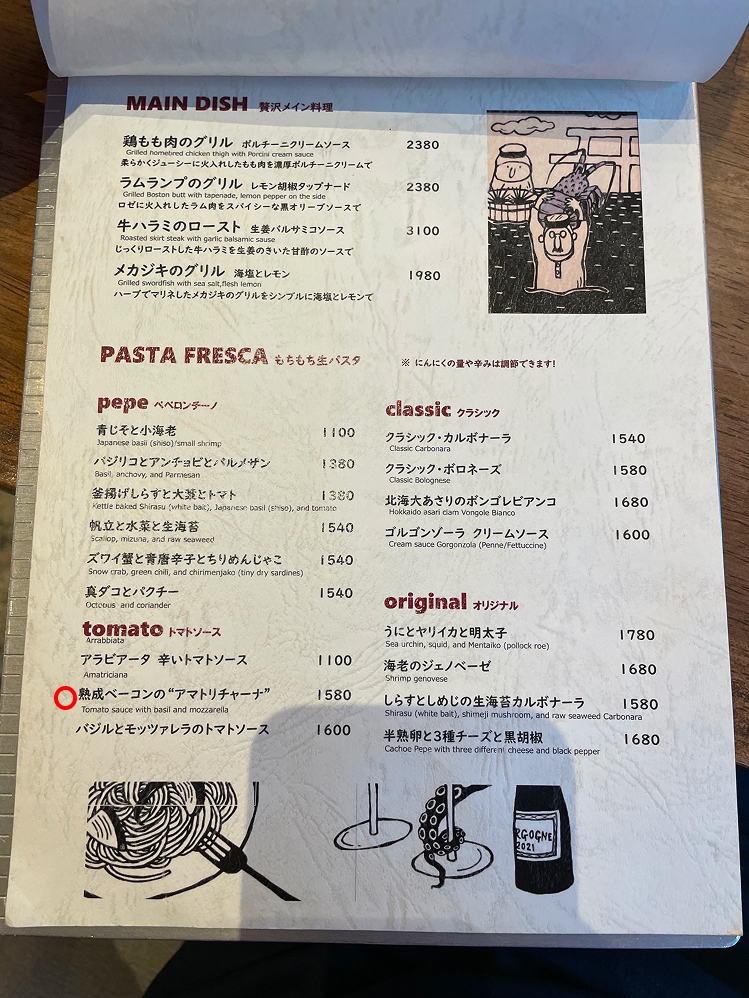 MAIN DISH 贅沢メイン料理
鶏もも肉のグリル ポルチーニクリームソース 2380
Grilled homebred chicken thigh with Porcini cream sauce
柔らかくジューシーに火入れしたもも肉を濃厚ポルチーニクリームで
ラムランプのグリル レモン胡椒タップナード 2380
Grilled Boston butt with tapenade, lemon pepper on the side
ロゼに火入れしたラム肉をスパイシーな黒オリーブソースで
牛ハラミのロースト 生姜バルサミコソース 3100
Roasted skirt steak with garlic balsamic sause
じっくりローストした牛ハラミを生姜のきいた甘酢のソースで
メカジキのグリル 海塩とレモン 1980
Grilled swordfish with sea salt,flesh lemon
ハーブでマリネしたメカジキのグリルをシンプルに海塩とレモンで
PASTA FRESCA もちもち生パスタ ※ にんにくの量や辛みは調節できます!
pepe ペペロンチーノ
青じそと小海老 1100
Japanese basil (shiso)/small shrimp
バジリコとアンチョビとパルメザン 1380
Basil, anchovy, and Parmesan
釜揚げしらすと大葉とトマト 1380
Kettle baked Shirasu (white bait), Japanese basil (shiso), and tomato
帆立と水菜と生海苔 1540
Scallop, mizuna, and raw seaweed
ズワイ蟹と青唐辛子とちりめんじゃこ 1540
Snow crab, green chili, and chirimenjako (tiny dry sardines)
真ダコとパクチー 1540
Octopus and coriander
tomato トマトソース
Arrabbiata
アラビアータ 辛いトマトソース 1100
Amatriciana
熟成ベーコンの“アマトリチャーナ” 1580
Tomato sauce with basil and mozzarella
バジルとモッツァレラのトマトソース 1600
classic クラシック
クラシック・カルボナーラ 1540
Classic Carbonara
クラシック・ボロネーズ 1580
Classic Bolognese
北海大あさりのボンゴレビアンコ 1680
Hokkaido asari clam Vongole Bianco
ゴルゴンゾーラ クリームソース 1600
Cream sauce Gorgonzola (Penne/Fettuccine)
original オリジナル
うにとヤリイカと明太子 1780
Sea urchin, squid, and Mentaiko (pollock roe)
海老のジェノベーゼ 1680
Shrimp genovese
しらすとしめじの生海苔カルボナーラ 1580
Shirasu (white bait), shimeji mushroom, and raw seaweed Carbonara
半熟卵と3種チーズと黒胡椒 1680
Cachoe Pepe with three different cheese and black pepper
RGOGNE
2021